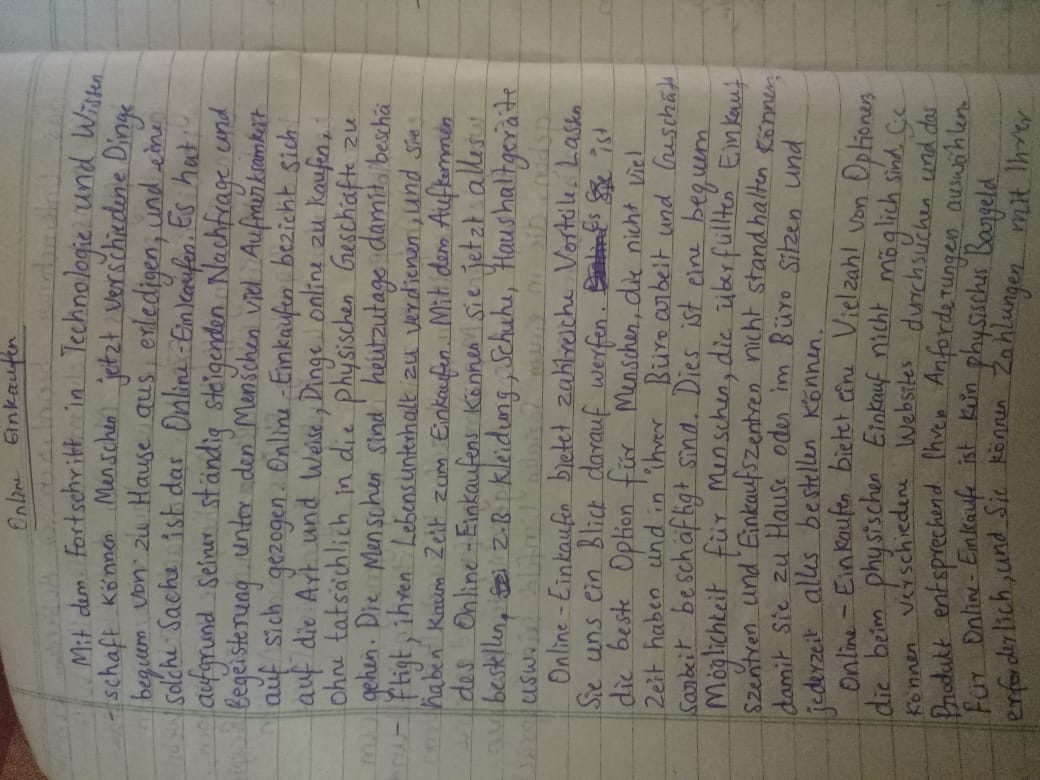 Online Einkaufen
Mit dem Fortschritt in Technologie und Wissen
-schaft können Menschen jetzt verschiedene Dinge
bequem von zu Hause aus erledigen, und eine
solche Sache ist das Online-Einkaufen. Es hat
aufgrund seiner ständig steigenden Nachfrage und
Begeisterung unter den Menschen viel Aufmerksamkeit
auf sich gezogen. Online-Einkaufen bezieht sich
auf die Art und Weise, Dinge online zu kaufen,
ohne tatsächlich in die physischen Geschäfte zu
gehen. Die Menschen sind heutzutage damit beschä
ftigt, ihren Lebensunterhalt zu verdienen und sie
haben kaum Zeit zum Einkaufen. Mit dem Aufkommen
des Online-Einkaufens können sie jetzt alles
bestellen, z.B Kleidung, Schuhe, Haushaltgeräte
usw.
Online-Einkaufen bietet zahlreiche Vorteile. Lassen
Sie uns ein Blick darauf werfen. Es ist
die beste Option für Menschen, die nicht viel
Zeit haben und in ihrer Büroarbeit und Guschäft
sarbeit beschäftigt sind. Dies ist eine bequem
Möglichkeit für Menschen, die überfüllten Einkauf
szentren und Einkaufszentren nicht standhalten können,
damit sie zu Hause oder im Büro sitzen und
jederzeit alles bestellen können.
Online-Einkaufen bietet eine Vielzahl von Optionen,
die beim physischen Einkauf nicht möglich sind.
können verschiedene Websites durchsuchen und das
Produkt entsprechend Ihren Anforderungen auswählen.
Für Online-Einkäufe ist kein physisches Bargeld
erforderlich, und Sie können Zahlungen mit Ihrer